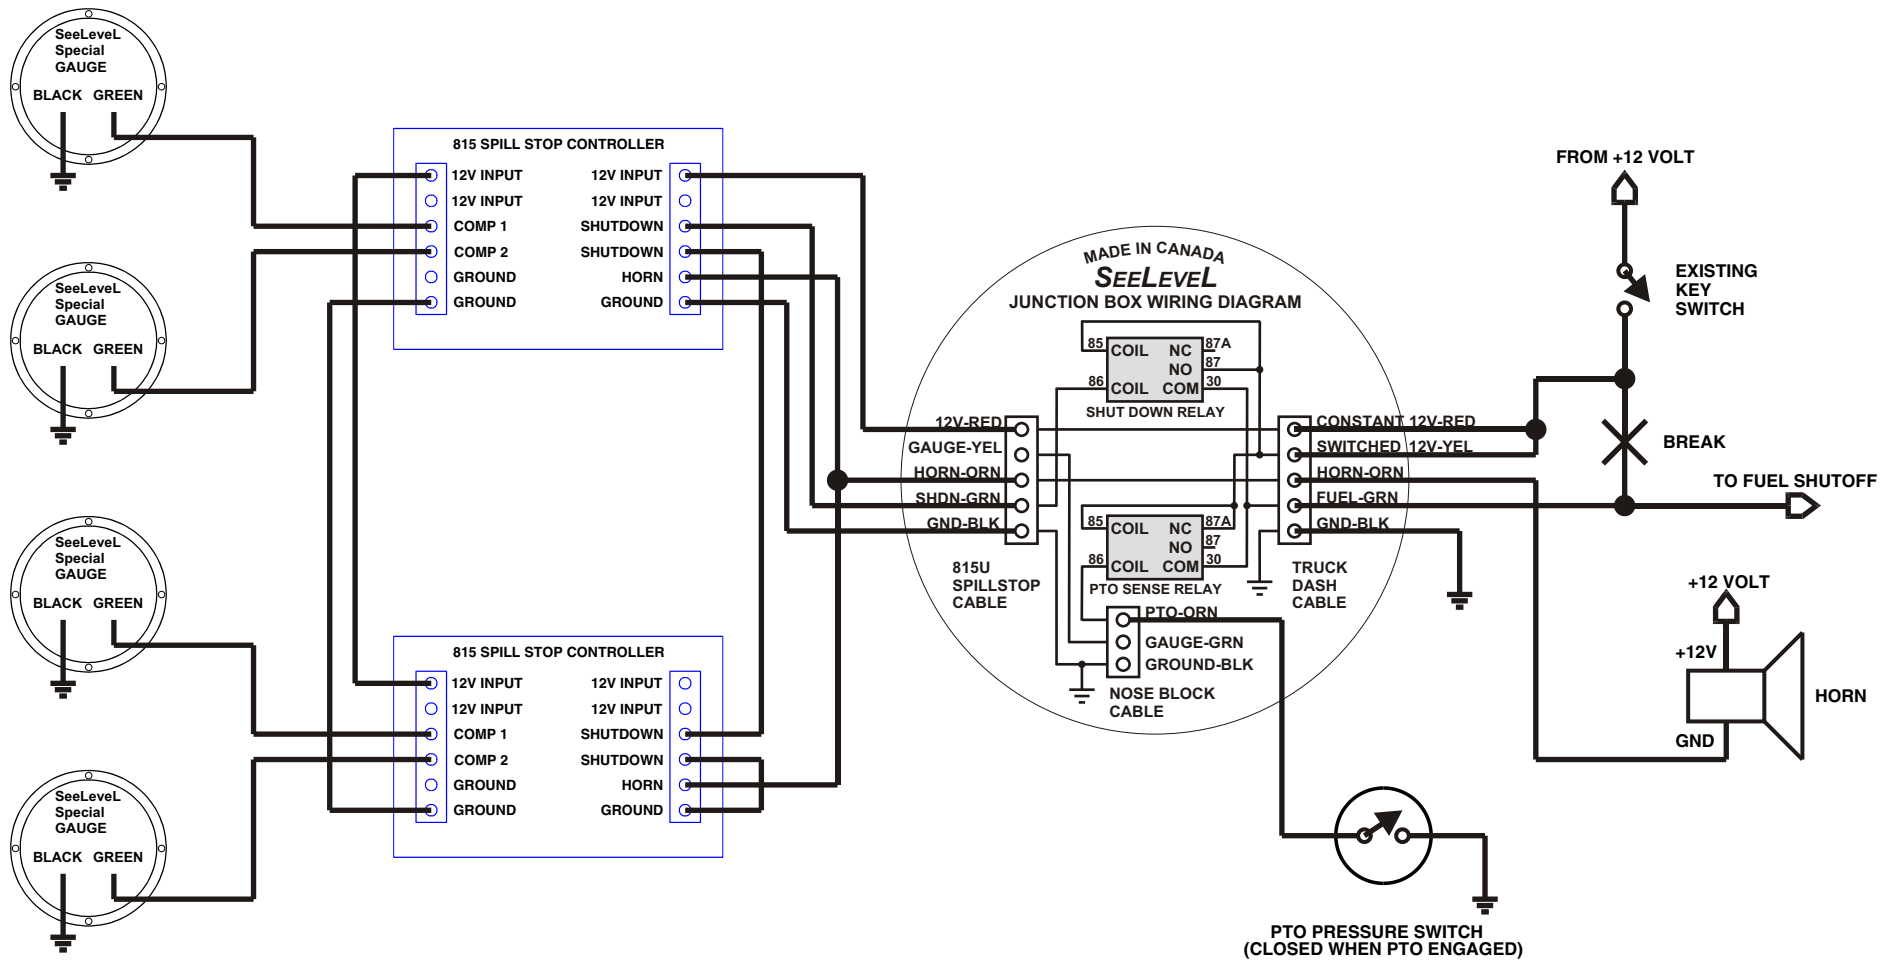 SeeLeveL
Special
GAUGE
BLACK GREEN
SeeLeveL
Special
GAUGE
BLACK GREEN
SeeLeveL
Special
GAUGE
BLACK GREEN
SeeLeveL
Special
GAUGE
BLACK GREEN
815 SPILL STOP CONTROLLER
12V INPUT 12V INPUT
12V INPUT 12V INPUT
COMP 1 SHUTDOWN
COMP 2 SHUTDOWN
GROUND HORN
GROUND GROUND
815 SPILL STOP CONTROLLER
12V INPUT 12V INPUT
12V INPUT 12V INPUT
COMP 1 SHUTDOWN
COMP 2 SHUTDOWN
GROUND HORN
GROUND GROUND
MADE IN CANADA
SEELEVEL
JUNCTION BOX WIRING DIAGRAM
85 COIL NC 87A
NO 87
86 COIL COM 30
SHUT DOWN RELAY
12V-RED
GAUGE-YEL
HORN-ORN
SHDN-GRN
GND-BLK
815U
SPILLSTOP
CABLE
85 COIL NC 87A
NO 87
86 COIL COM 30
PTO SENSE RELAY
PTO-ORN
GAUGE-GRN
GROUND-BLK
NOSE BLOCK
CABLE
CONSTANT 12V-RED
SWITCHED 12V-YEL
HORN-ORN
FUEL-GRN
GND-BLK
TRUCK
DASH
CABLE
FROM +12 VOLT
EXISTING
KEY
SWITCH
BREAK
TO FUEL SHUTOFF
+12 VOLT
+12V
HORN
GND
PTO PRESSURE SWITCH
(CLOSED WHEN PTO ENGAGED)